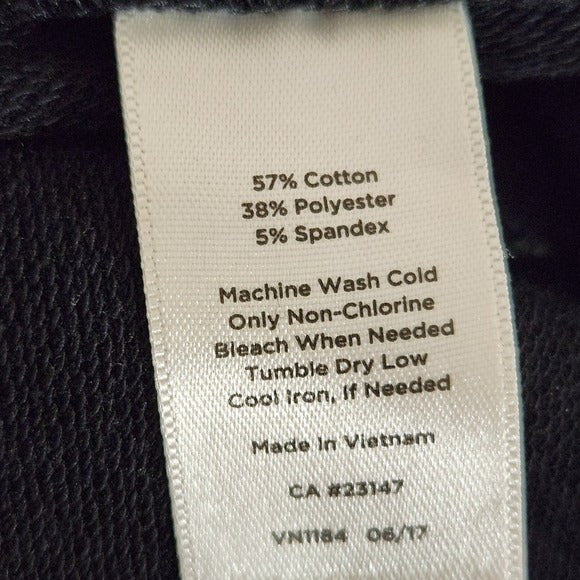 57% Cotton
38% Polyester
5% Spandex
Machine Wash Cold
Only Non-Chlorine
Bleach When Needed
Tumble Dry Low
Cool Iron, If Needed
Made In Vietnam
CA #23147
VN1184 06/17